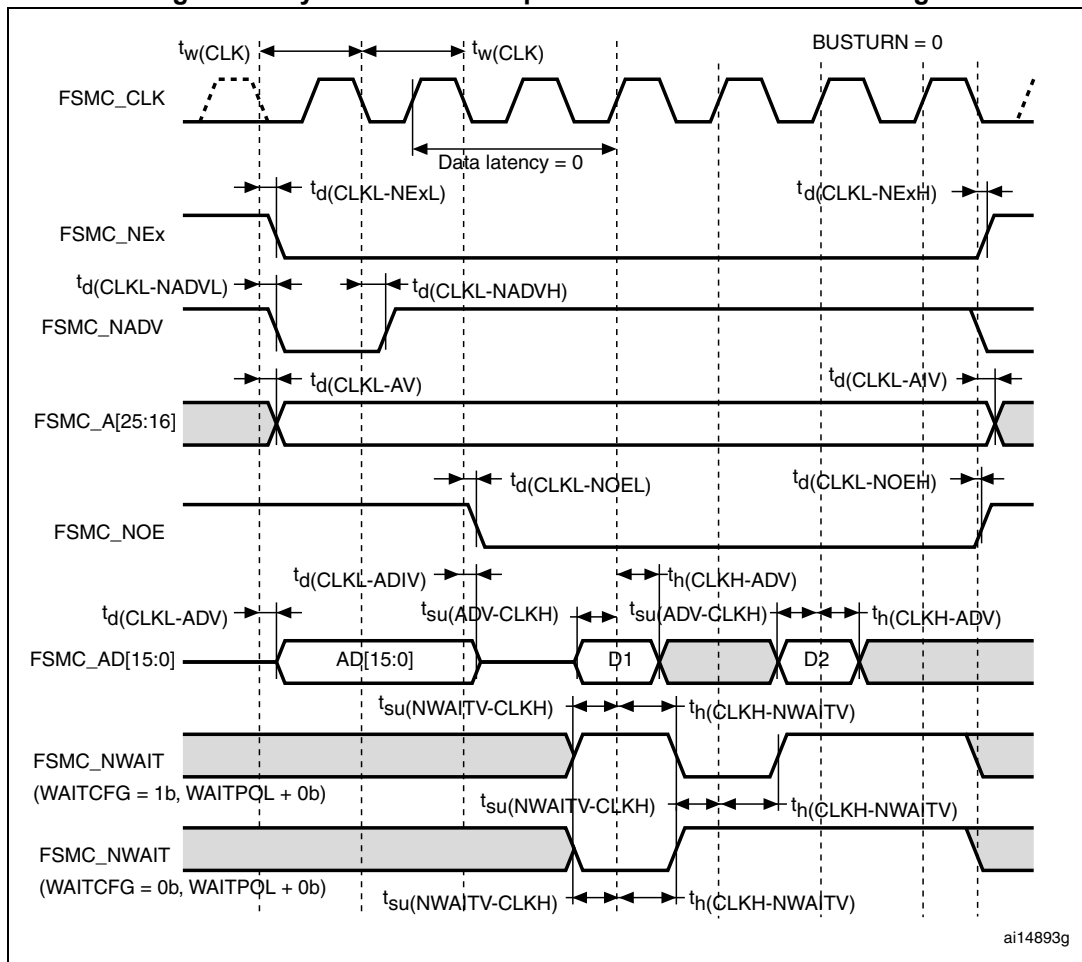 tw(CLK) tw(CLK) BUSTURN = 0
FSMC_CLK
Data latency = 0
td(CLKL-NExL) td(CLKL-NExH)
FSMC_NEx
td(CLKL-NADVL) td(CLKL-NADVH)
FSMC_NADV
td(CLKL-AV) td(CLKL-AIV)
FSMC_A[25:16]
td(CLKL-NOEL) td(CLKL-NOEH)
FSMC_NOE
td(CLKL-ADIV) th(CLKH-ADV)
td(CLKL-ADV) tsu(ADV-CLKH) tsu(ADV-CLKH) th(CLKH-ADV)
FSMC_AD[15:0] AD[15:0] D1 D2
tsu(NWAITV-CLKH) th(CLKH-NWAITV)
FSMC_NWAIT
(WAITCFG = 1b, WAITPOL + 0b)
tsu(NWAITV-CLKH) th(CLKH-NWAITV)
FSMC_NWAIT
(WAITCFG = 0b, WAITPOL + 0b)
tsu(NWAITV-CLKH) th(CLKH-NWAITV)
ai14893g